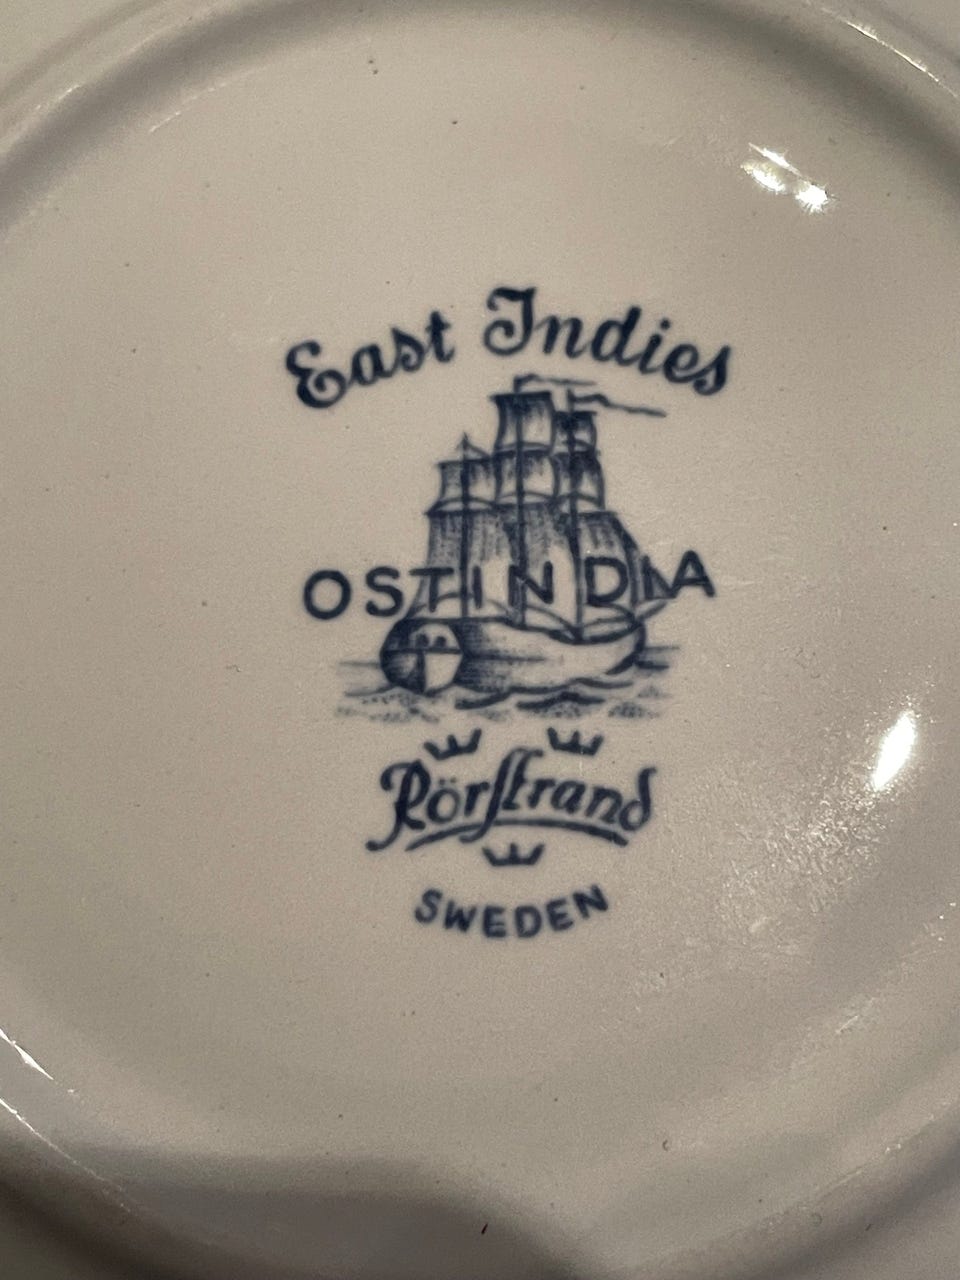 East Indies
OSTINDIA
Rörstrand
SWEDEN